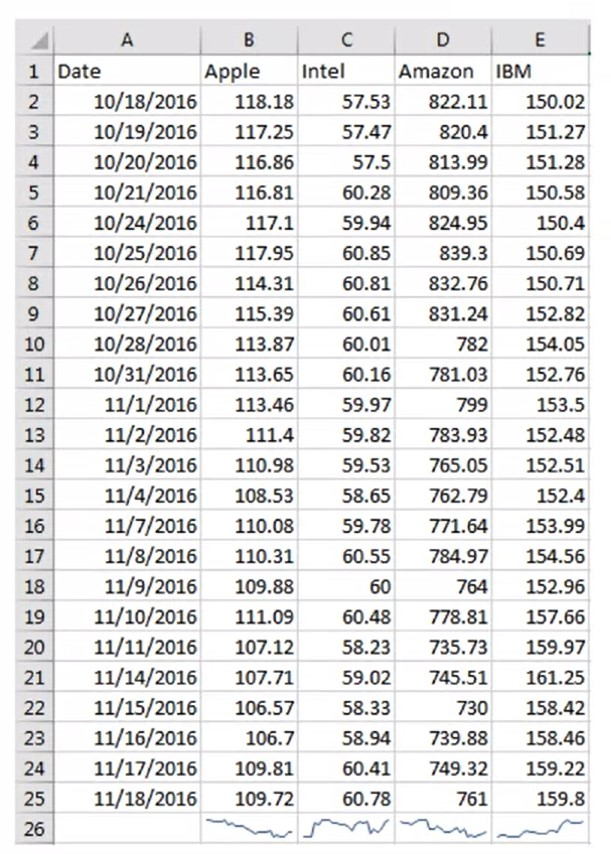 A B C D E
1 Date Apple Intel Amazon IBM
2 10/18/2016 118.18 57.53 822.11 150.02
3 10/19/2016 117.25 57.47 820.4 151.27
4 10/20/2016 116.86 57.5 813.99 151.28
5 10/21/2016 116.81 60.28 809.36 150.58
6 10/24/2016 117.1 59.94 824.95 150.4
7 10/25/2016 117.95 60.85 839.3 150.69
8 10/26/2016 114.31 60.81 832.76 150.71
9 10/27/2016 115.39 60.61 831.24 152.82
10 10/28/2016 113.87 60.01 782 154.05
11 10/31/2016 113.65 60.16 781.03 152.76
12 11/1/2016 113.46 59.97 799 153.5
13 11/2/2016 111.4 59.82 783.93 152.48
14 11/3/2016 110.98 59.53 765.05 152.51
15 11/4/2016 108.53 58.65 762.79 152.4
16 11/7/2016 110.08 59.78 771.64 153.99
17 11/8/2016 110.31 60.55 784.97 154.56
18 11/9/2016 109.88 60 764 152.96
19 11/10/2016 111.09 60.48 778.81 157.66
20 11/11/2016 107.12 58.23 735.73 159.97
21 11/14/2016 107.71 59.02 745.51 161.25
22 11/15/2016 106.57 58.33 730 158.42
23 11/16/2016 106.7 58.94 739.88 158.46
24 11/17/2016 109.81 60.41 749.32 159.22
25 11/18/2016 109.72 60.78 761 159.8
26